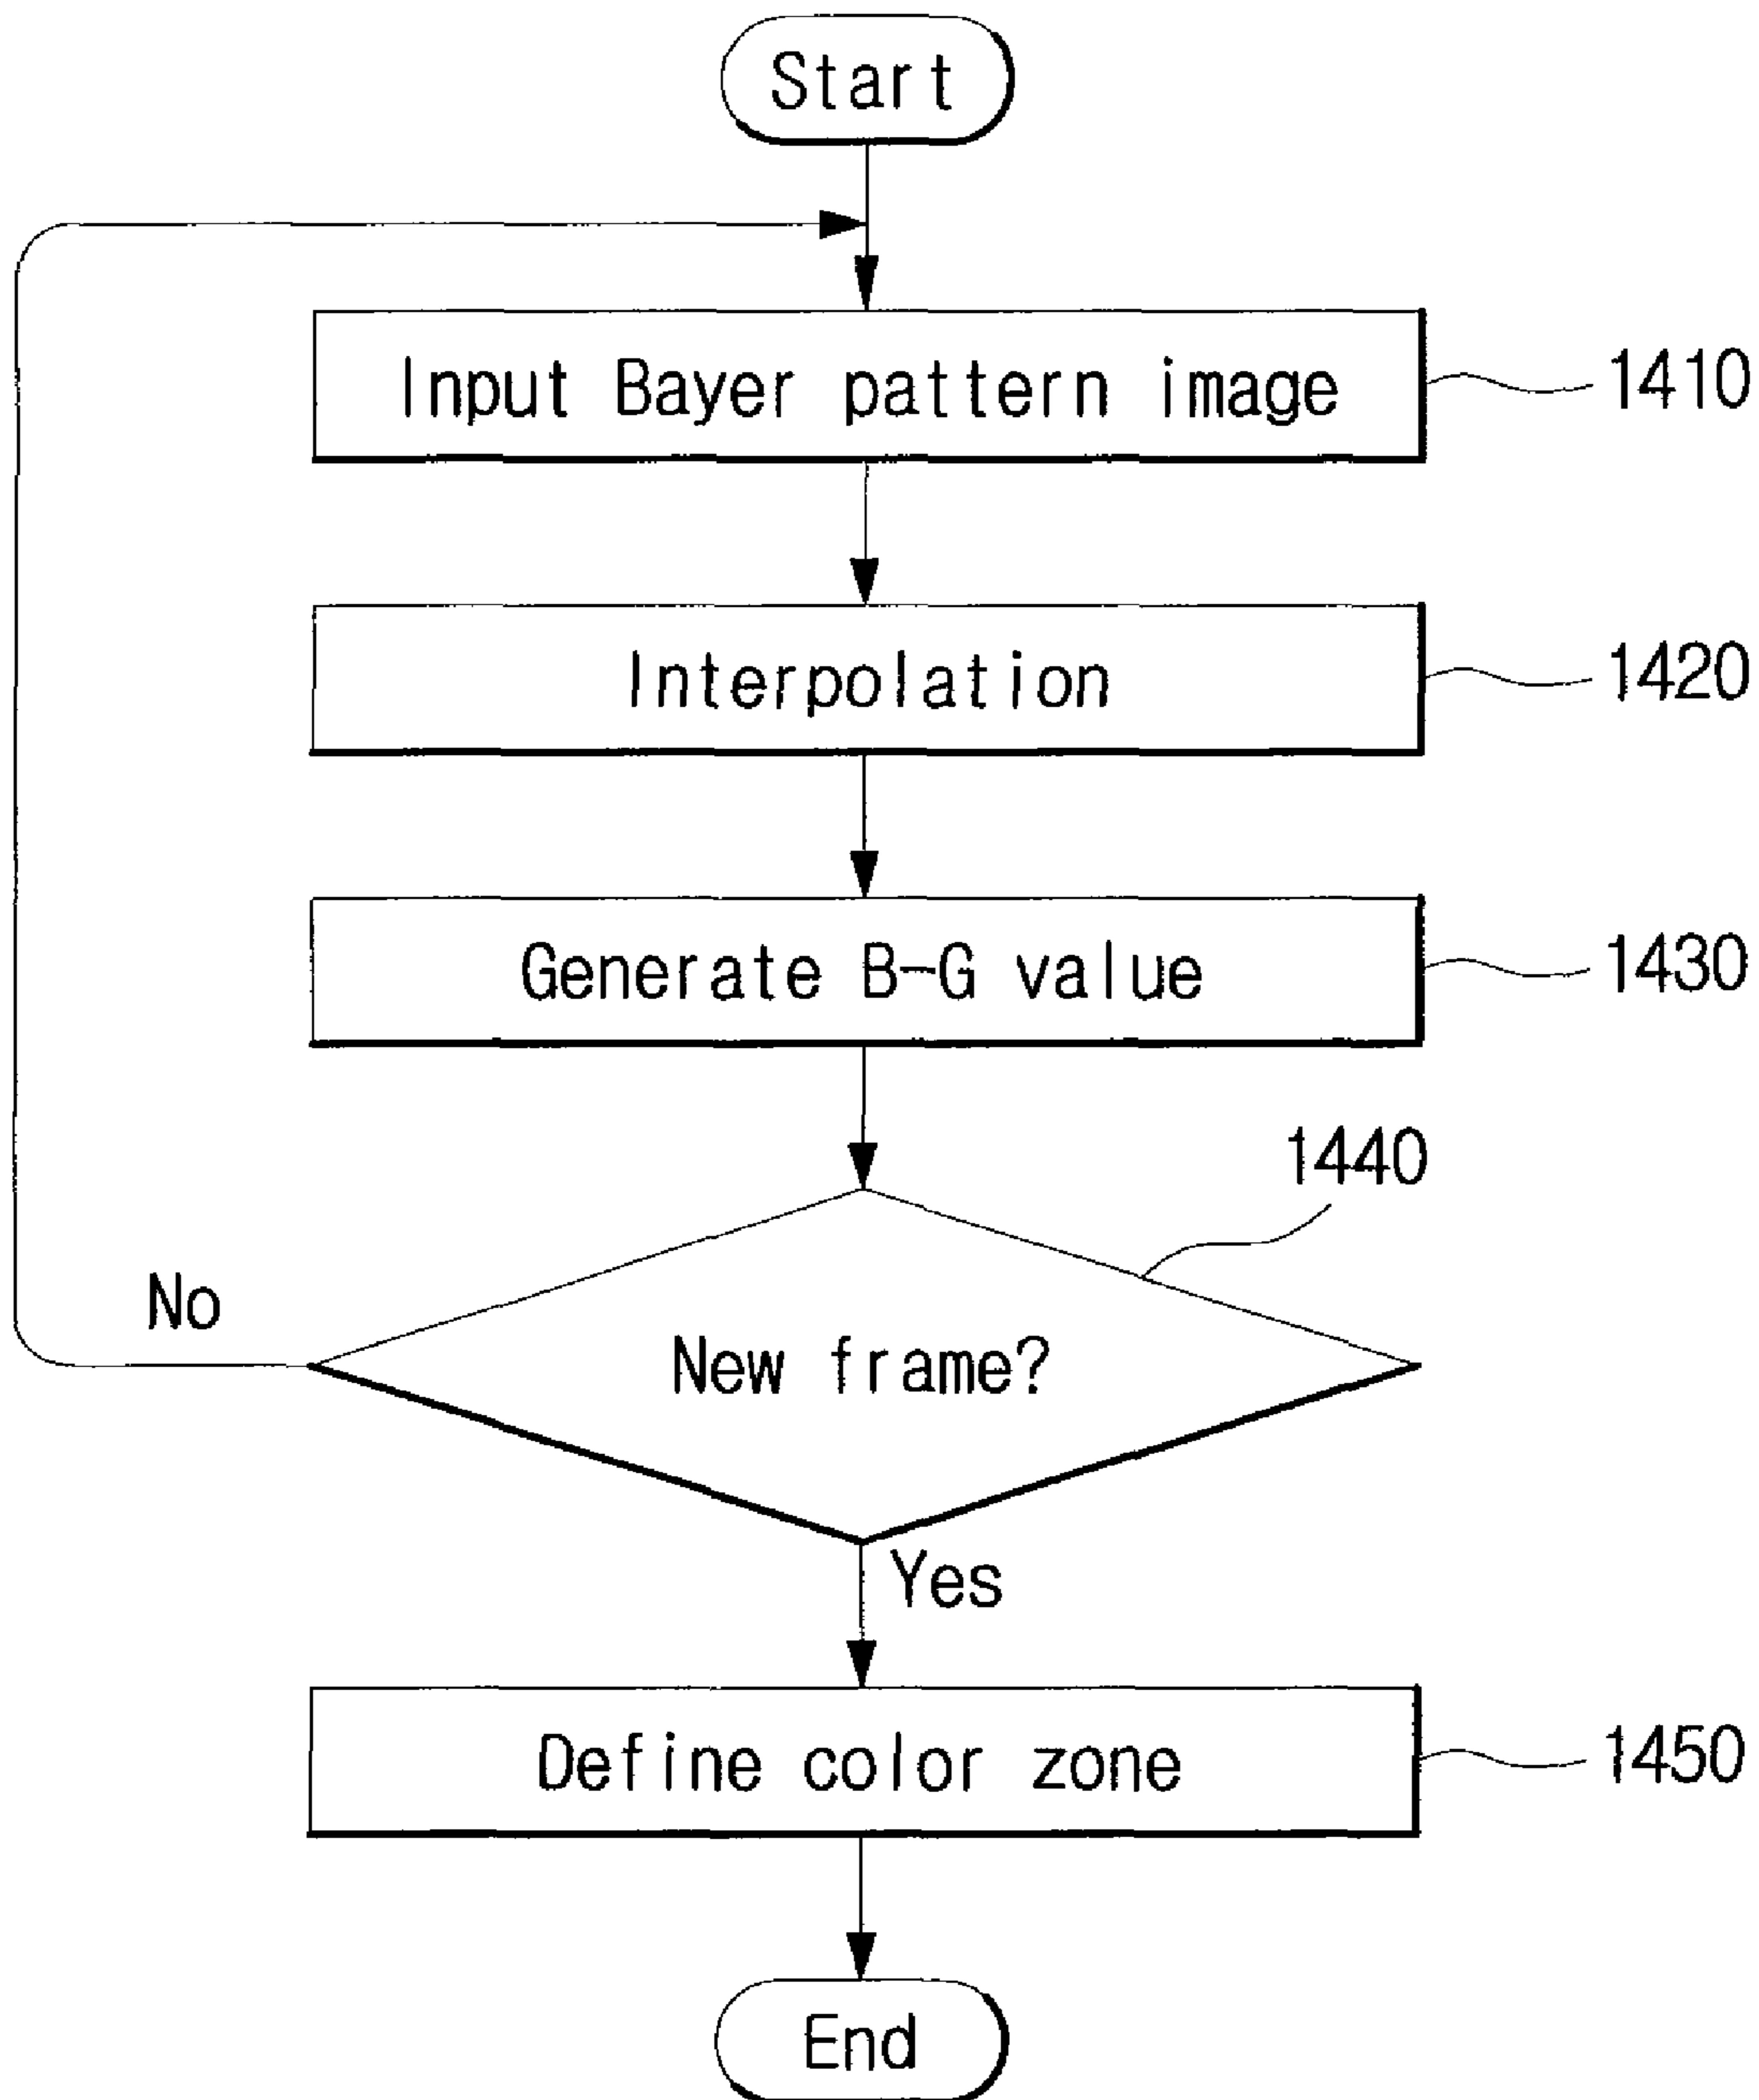 Start
Input Bayer pattern image
1410
Interpolation
1420
Generate B-G value
1430
1440
No
New frame?
Yes
Define color zone
1450
End